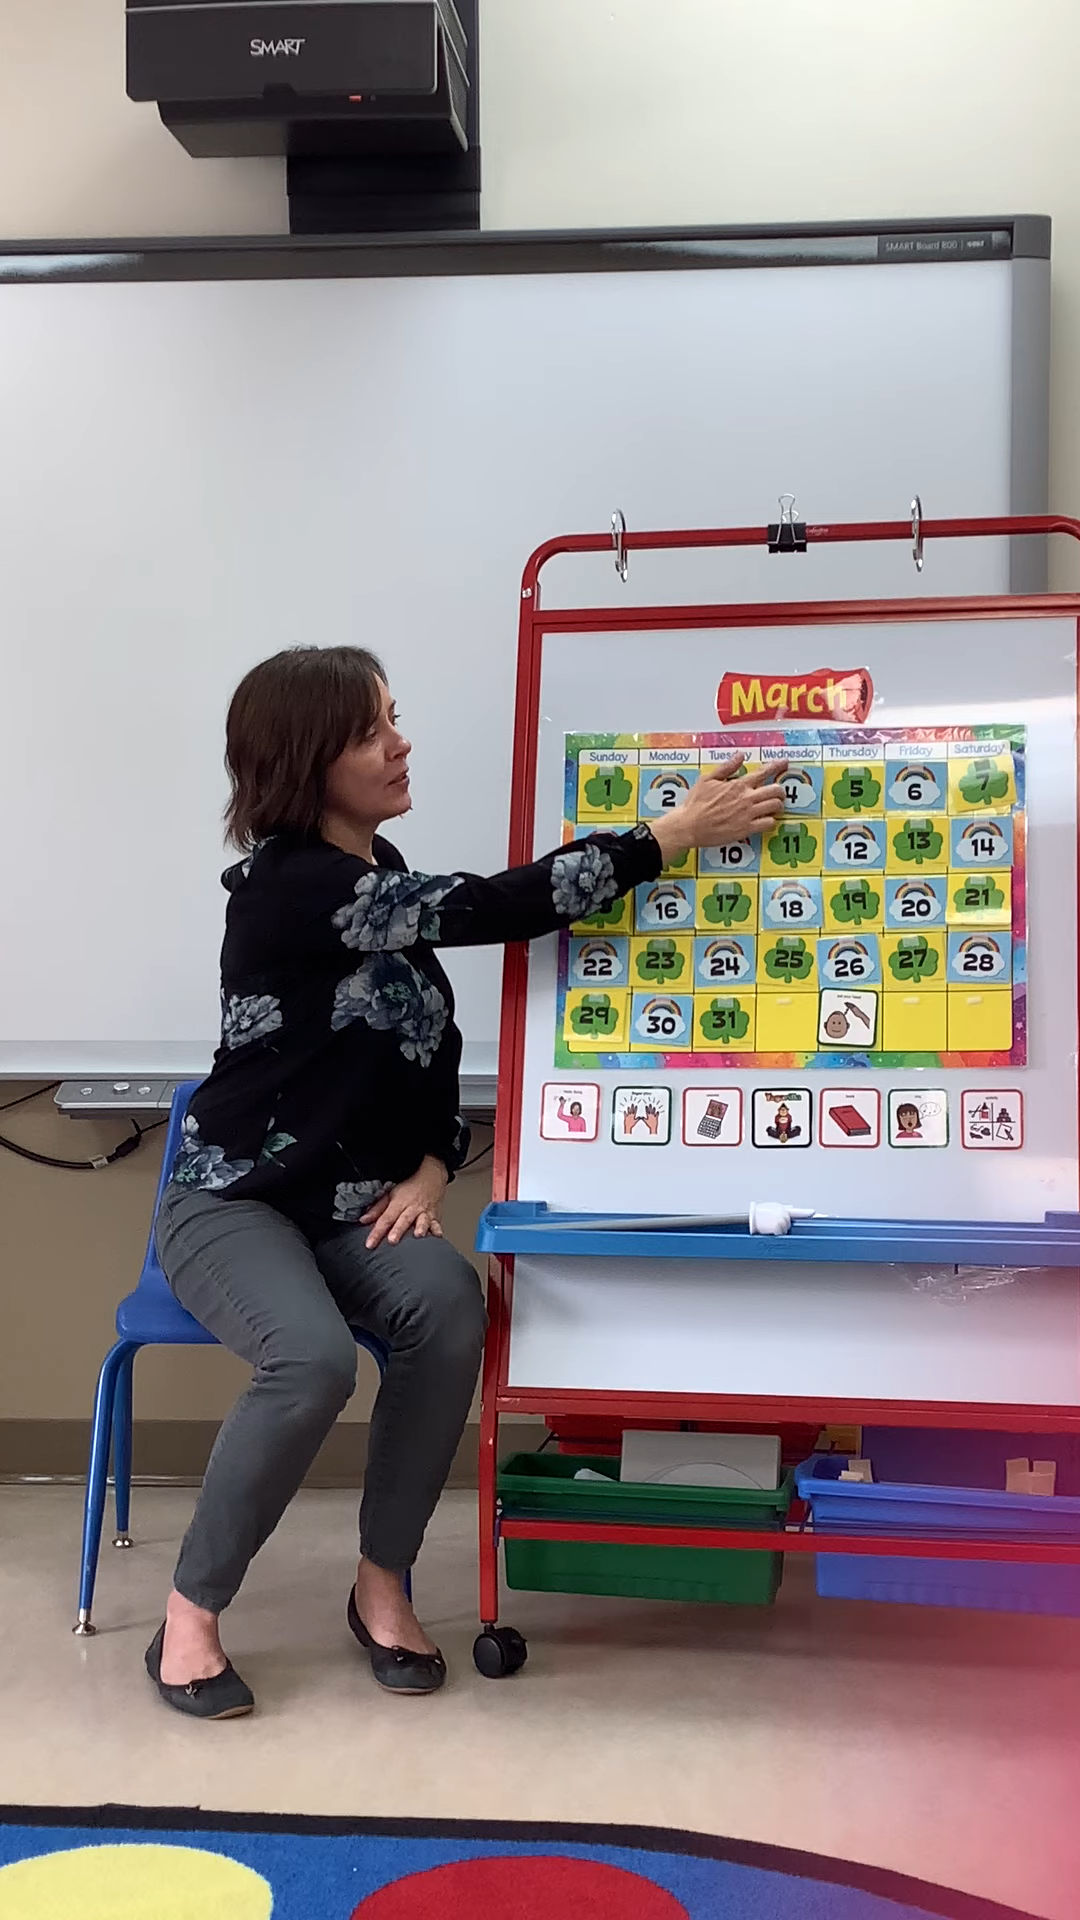 SMART
SMART Board 800
March
Sunday Monday Tuesday Wednesday Thursday Friday Saturday
1 2 4 5 6 7
10 11 12 13 14
16 17 18 19 20 21
22 23 24 25 26 27 28
29 30 31